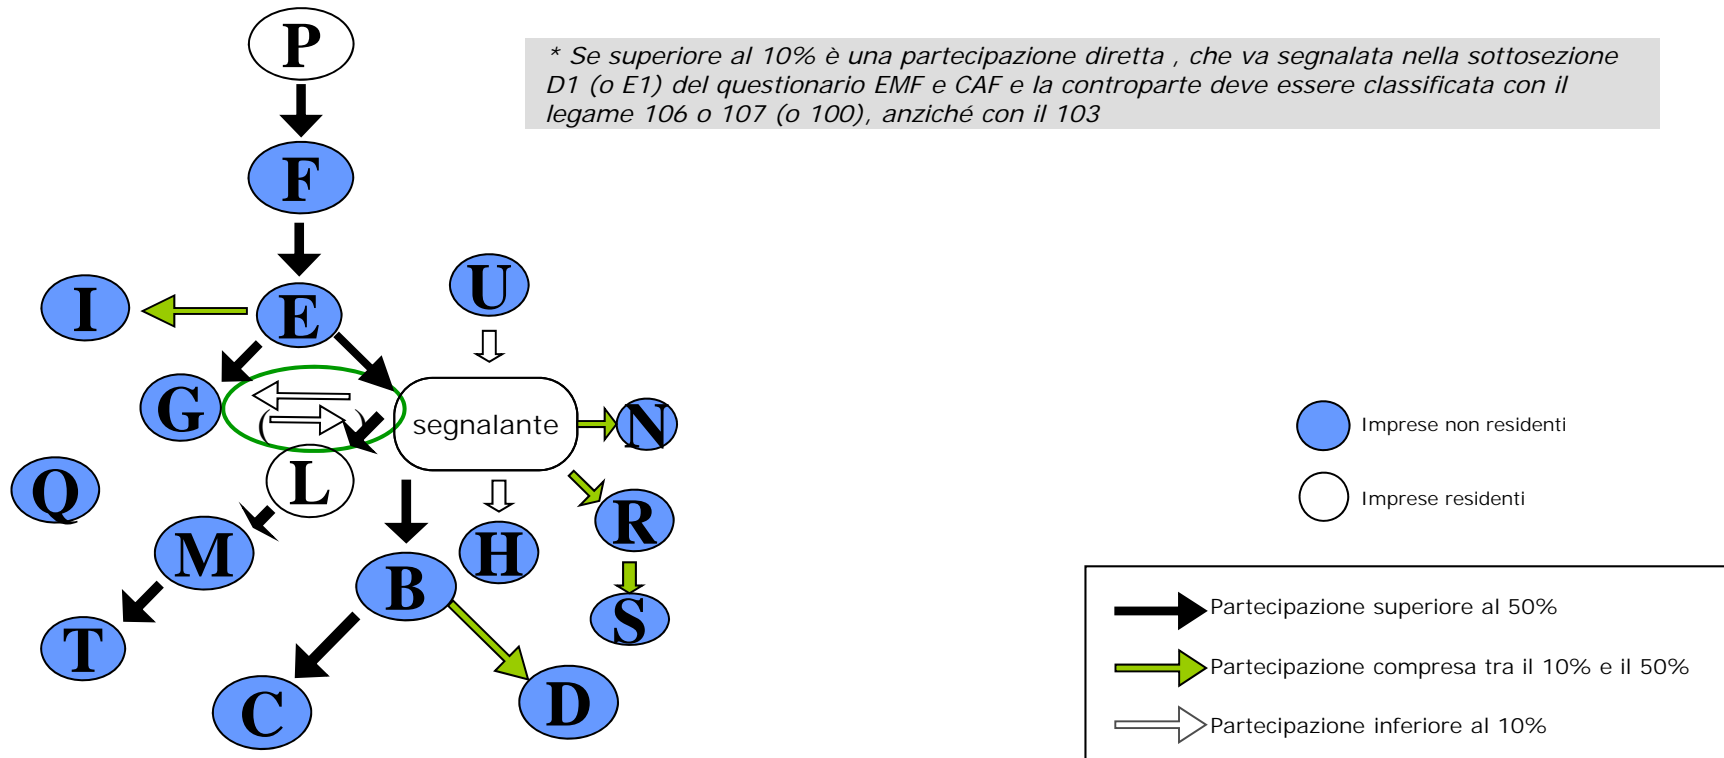 P
* Se superiore al 10% è una partecipazione diretta , che va segnalata nella sottosezione
D1 (o E1) del questionario EMF e CAF e la controparte deve essere classificata con il
legame 106 o 107 (o 100), anziché con il 103
F
U
I
E
G
( )
segnalante
N
Imprese non residenti
L
Q
Imprese residenti
R
M
H
B
S
Partecipazione superiore al 50%
T
Partecipazione compresa tra il 10% e il 50%
C
D
Partecipazione inferiore al 10%